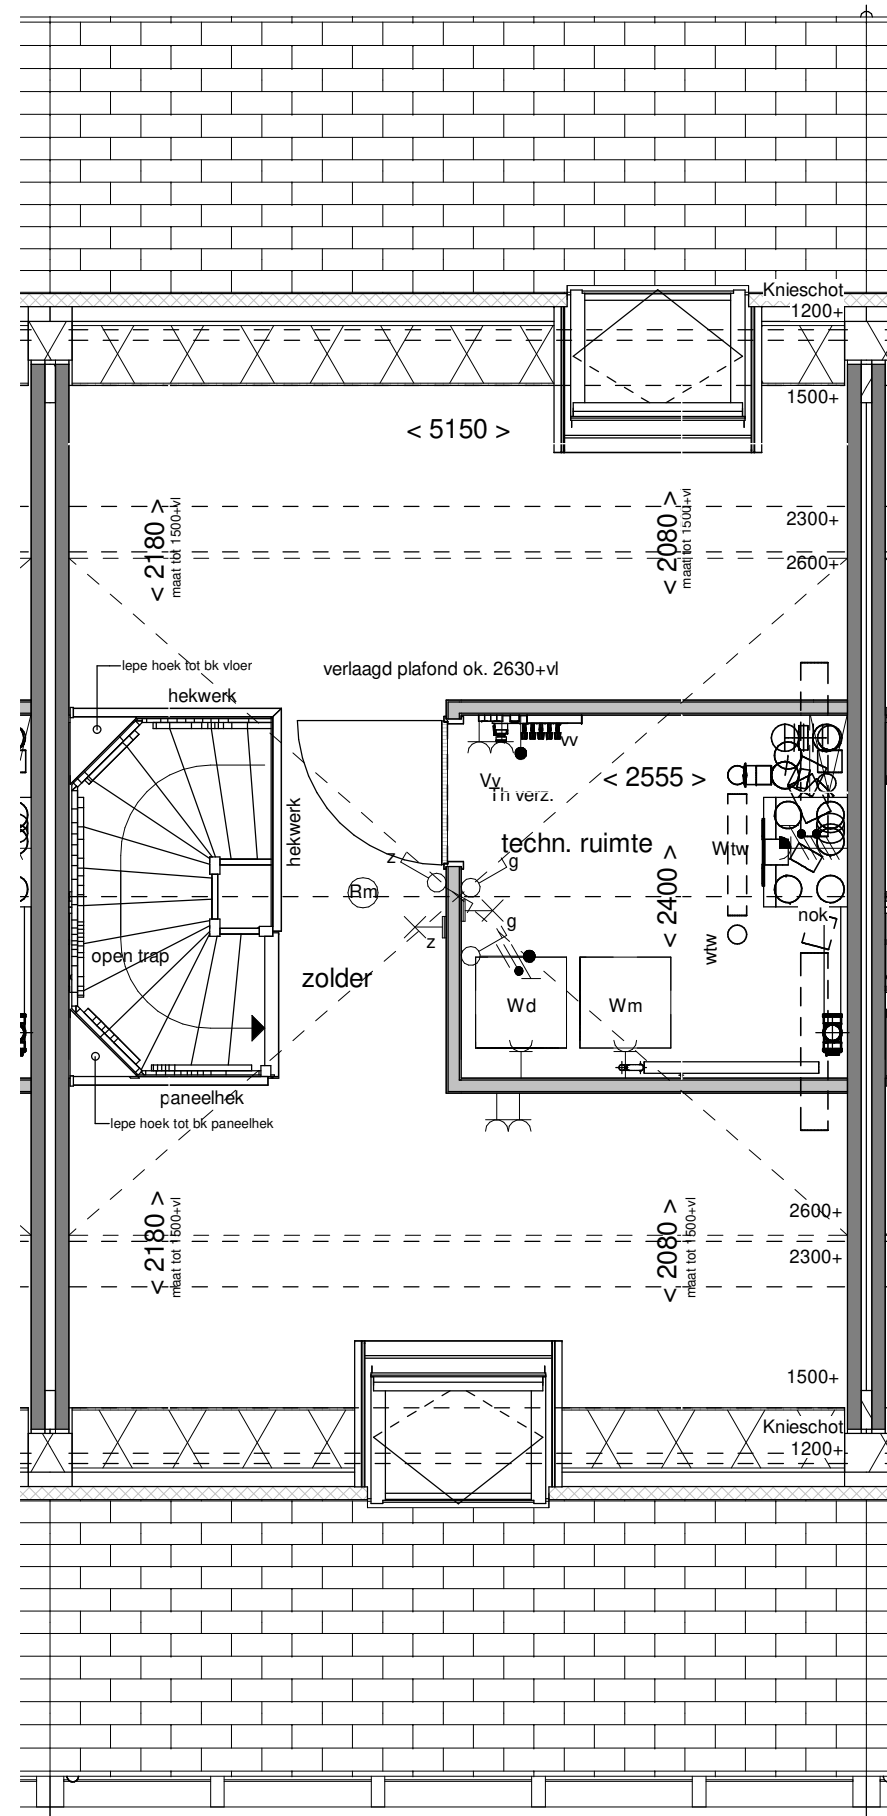 Knieschot
1200+
1500+
< 5150 >
< 2180 >
maat tot 1500+vl
< 2080 >
maat tot 1500+vl
2300+
2600+
Iepe hoek tot bk vloer
verlaagd plafond ok. 2630+vl
hekwerk
vv
Vv
Th verz.
< 2555 >
hekwerk
techn. ruimte
Wtw
z
g
Rm
< 2400 >
g
nok
z
wtw
open trap
zolder
Wd
Wm
paneelhek
Iepe hoek tot bk paneelhek
< 2180 >
maat tot 1500+vl
< 2080 >
maat tot 1500+vl
2600+
2300+
1500+
Knieschot
1200+